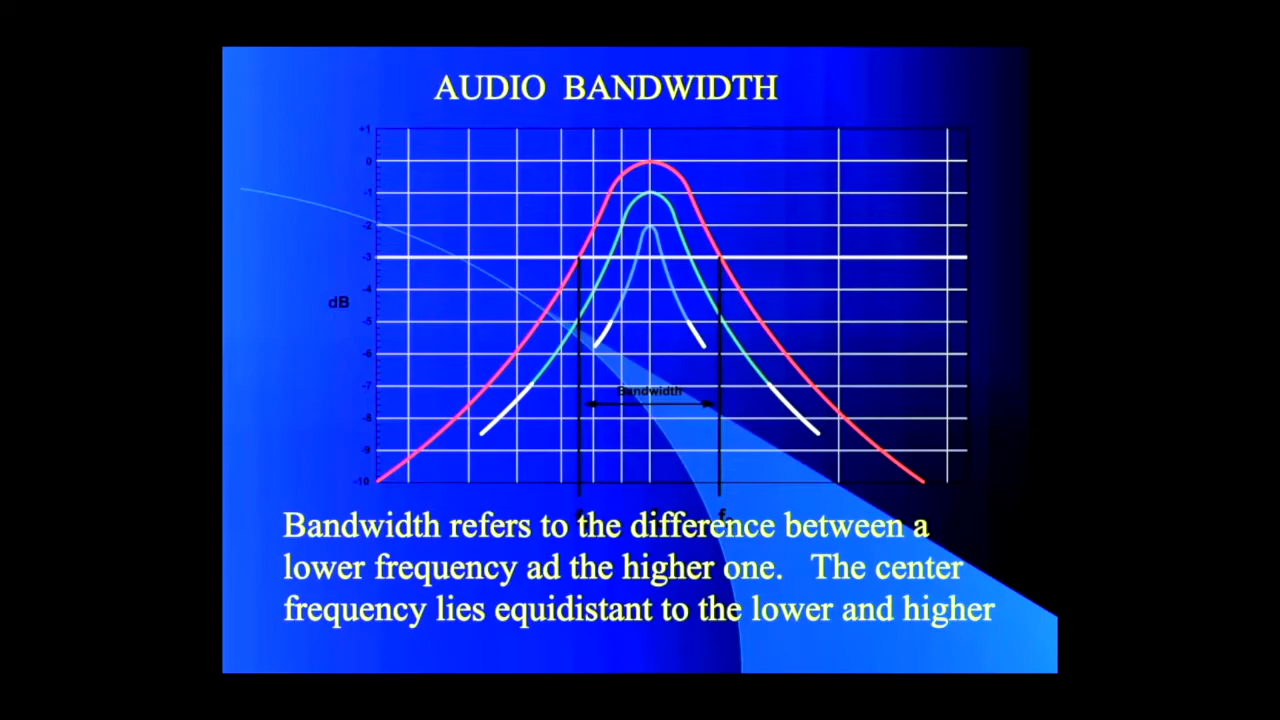 AUDIO BANDWIDTH
+1
0
-1
-2
-3
dB
-4
-5
-6
-7
Bandwidth
-8
-9
-10
Bandwidth refers to the difference between a
lower frequency ad the higher one. The center
frequency lies equidistant to the lower and higher